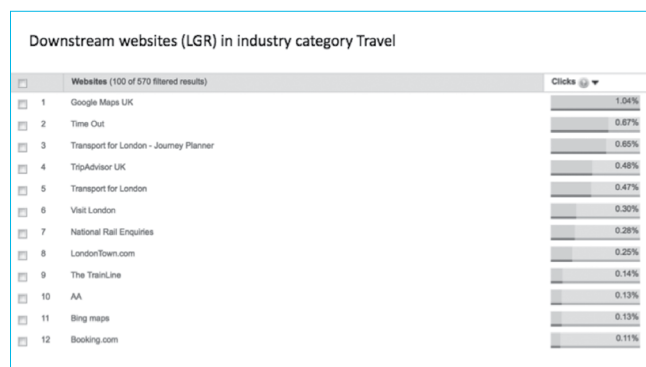 Downstream websites (LGR) in industry category Travel
Websites (100 of 570 filtered results) Clicks
1 Google Maps UK 1.04%
2 Time Out 0.67%
3 Transport for London - Journey Planner 0.65%
4 TripAdvisor UK 0.48%
5 Transport for London 0.47%
6 Visit London 0.30%
7 National Rail Enquiries 0.28%
8 LondonTown.com 0.25%
9 The TrainLine 0.14%
10 AA 0.13%
11 Bing maps 0.13%
12 Booking.com 0.11%